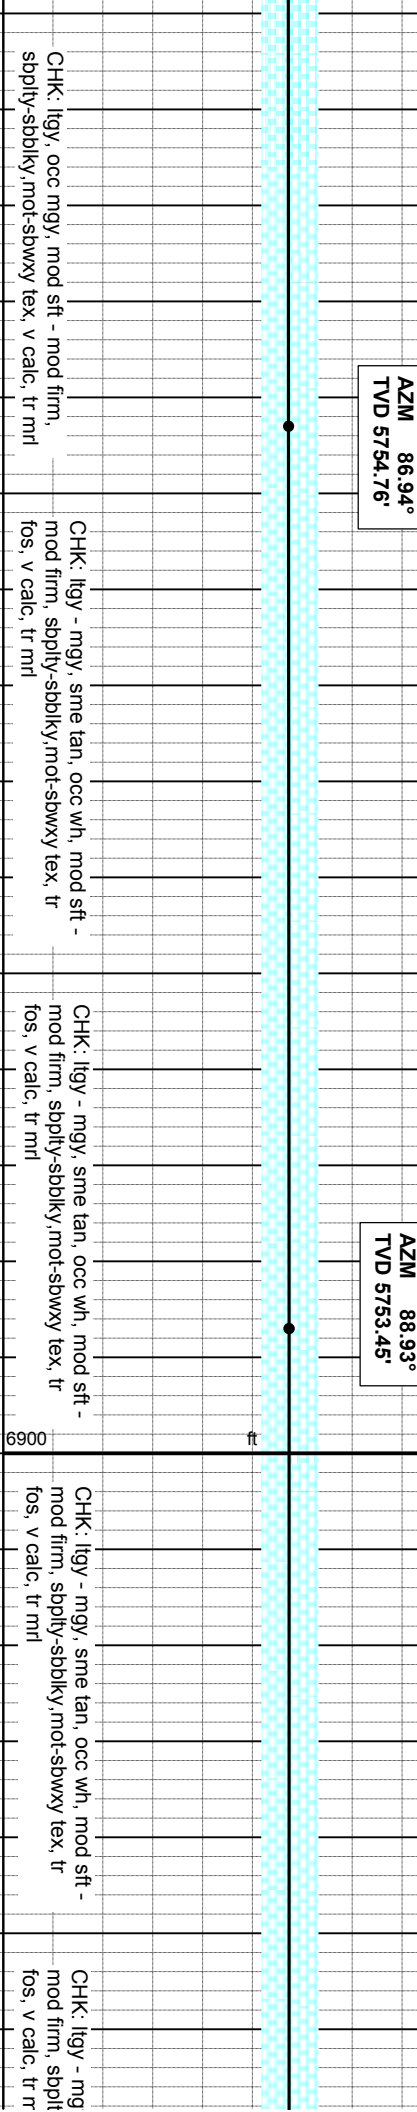 AZM 86.94°
TVD 5754.76'
CHK: ltgy, occ mgy, mod sft - mod firm,
sbplty-sbblky,mot-sbwxy tex, v calc, tr mrl
CHK: ltgy - mgy, sme tan, occ wh, mod sft -
mod firm, sbplty-sbblky,mot-sbwxy tex, tr
fos, v calc, tr mrl
AZM 88.93°
TVD 5753.45'
CHK: ltgy - mgy, sme tan, occ wh, mod sft -
mod firm, sbplty-sbblky,mot-sbwxy tex, tr
fos, v calc, tr mrl
6900 ft
CHK: ltgy - mgy, sme tan, occ wh, mod sft -
mod firm, sbplty-sbblky,mot-sbwxy tex, tr
fos, v calc, tr mrl
CHK: ltgy - mg
mod firm, sbplt
fos, v calc, tr m